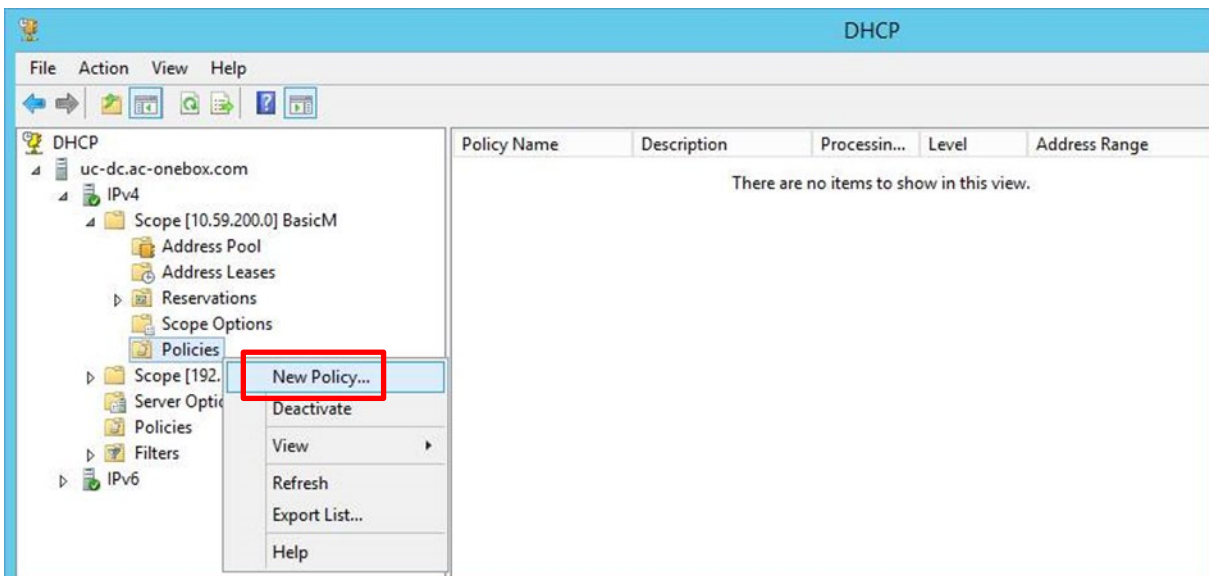 DHCP
File Action View Help
DHCP
uc-dc.ac-onebox.com
IPv4
Scope [10.59.200.0] BasicM
Address Pool
Address Leases
Reservations
Scope Options
Policies
Scope [192.
Server Optic
Policies
Filters
IPv6
New Policy...
Deactivate
View
Refresh
Export List...
Help
Policy Name Description Processin... Level Address Range
There are no items to show in this view.